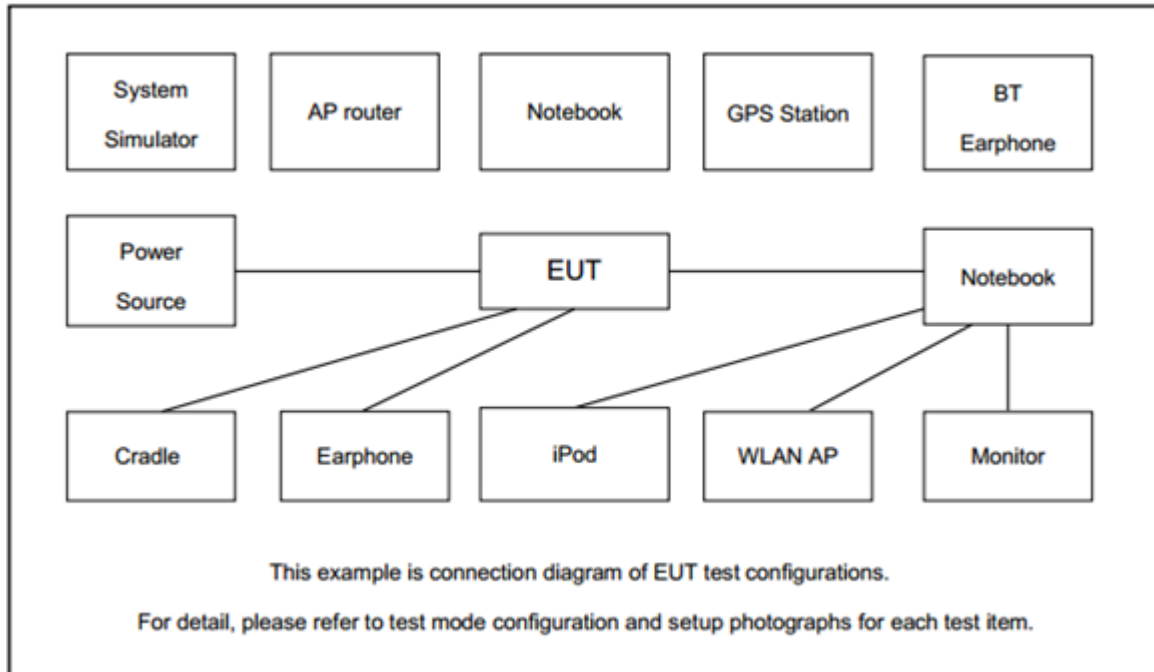 System
Simulator
AP router
Notebook
GPS Station
BT
Earphone
Power
Source
EUT
Notebook
Cradle
Earphone
iPod
WLAN AP
Monitor
This example is connection diagram of EUT test configurations.
For detail, please refer to test mode configuration and setup photographs for each test item.